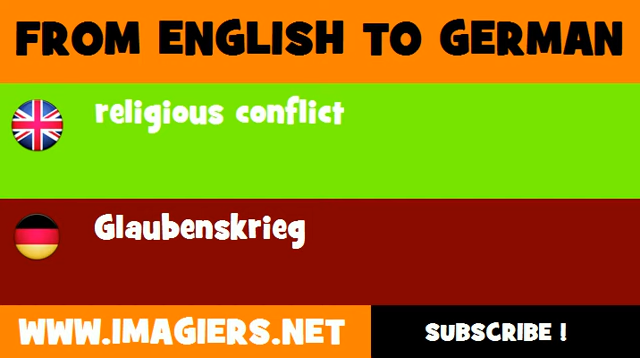 FROM ENGLISH TO GERMAN
religious conflict
Glaubenskrieg
WWW.IMAGIERS.NET
SUBSCRIBE !